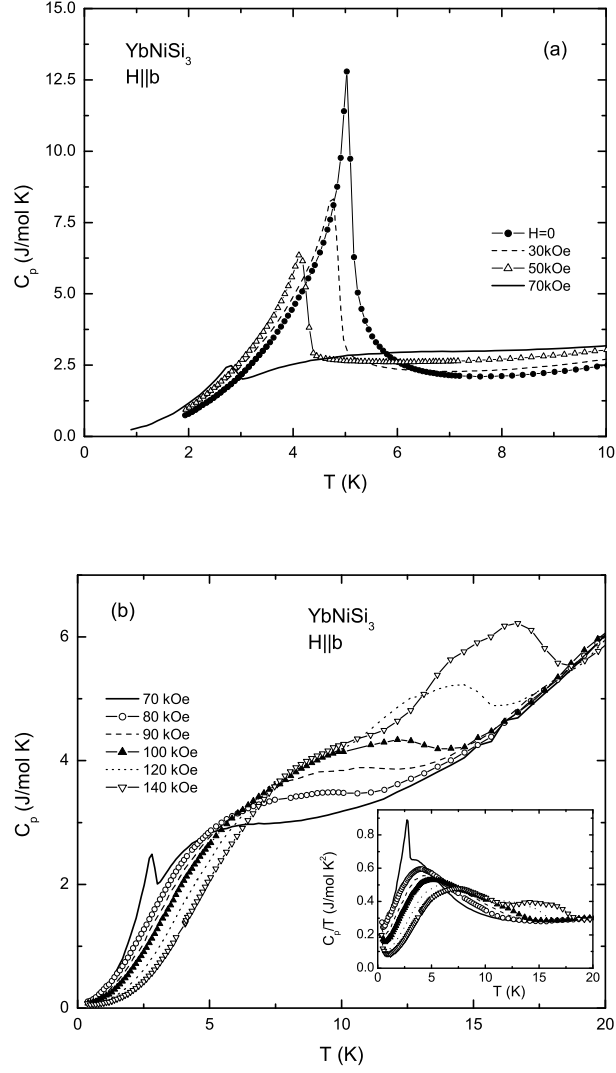 15.0
12.5
10.0
7.5
5.0
2.5
0.0
C_p (J/mol K)
YbNiSi_3
H||b
(a)
H=0
30kOe
50kOe
70kOe
0 2 4 6 8 10
T (K)
(b)
YbNiSi_3
H||b
6
4
2
0
C_p (J/mol K)
70 kOe
80 kOe
90 kOe
100 kOe
120 kOe
140 kOe
0.8
0.6
0.4
0.2
0.0
C_p/T (J/mol K^2)
0 5 10 15 20
T (K)
0 5 10 15 20
T (K)